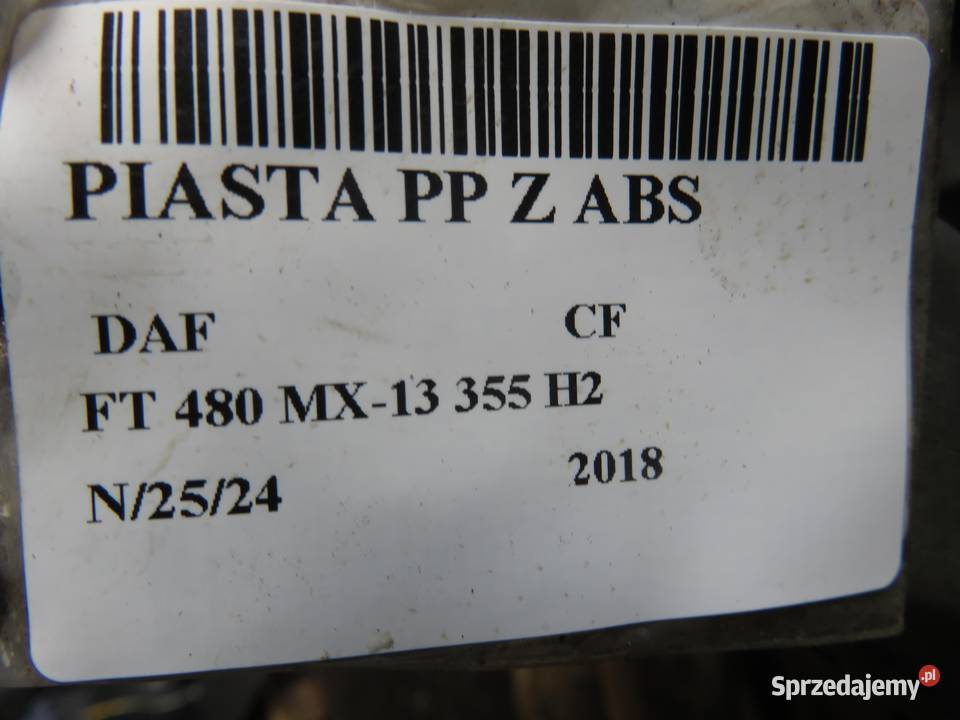 PIASTA PP Z ABS
DAF CF
FT 480 MX-13 355 H2
N/25/24 2018
Sprzedajemy.pl